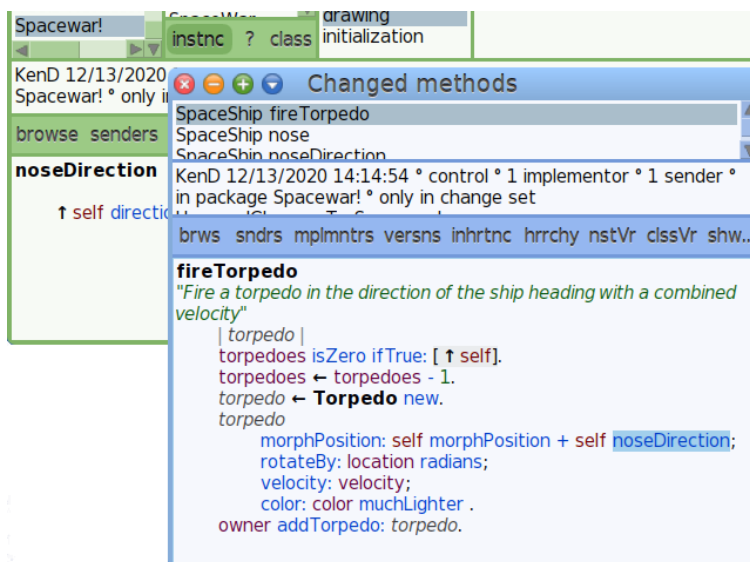 Spacewar!
drawing
initialization
instnc ? class
KenD 12/13/2020
Spacewar! ° only
browse senders
noseDirection
↑ self
Changed methods
SpaceShip fireTorpedo
SpaceShip nose
SpaceShip noseDirection
KenD 12/13/2020 14:14:54 ° control ° 1 implementor ° 1 sender °
in package Spacewar! ° only in change set
brws sndrs mplmntrs versns inhrtnc hrrchy nstVr clssVr shw..
fireTorpedo
"Fire a torpedo in the direction of the ship heading with a combined
velocity"
| torpedo |
torpedoes isZero ifTrue: [ ↑ self].
torpedoes ← torpedoes - 1.
torpedo ← Torpedo new.
torpedo
morphPosition: self morphPosition + self noseDirection;
rotateBy: location radians;
velocity: velocity;
color: color muchLighter .
owner addTorpedo: torpedo.